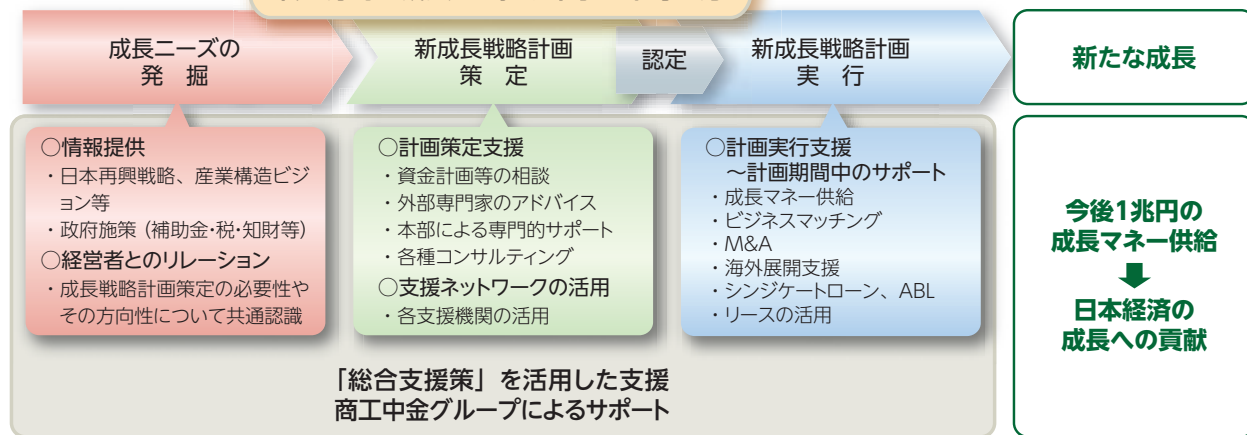 成長ニーズの
発 掘
新成長戦略計画
策 定
認定
新成長戦略計画
実 行
新たな成長
○情報提供
・日本再興戦略、産業構造ビジ
ョン等
・政府施策（補助金・税・知財等）
○経営者とのリレーション
・成長戦略計画策定の必要性や
その方向性について共通認識
○計画策定支援
・資金計画等の相談
・外部専門家のアドバイス
・本部による専門的サポート
・各種コンサルティング
○支援ネットワークの活用
・各支援機関の活用
○計画実行支援
～計画期間中のサポート
・成長マネー供給
・ビジネスマッチング
・M&A
・海外展開支援
・シンジケートローン、ABL
・リースの活用
今後1兆円の
成長マネー供給
日本経済の
成長への貢献
「総合支援策」を活用した支援
商工中金グループによるサポート